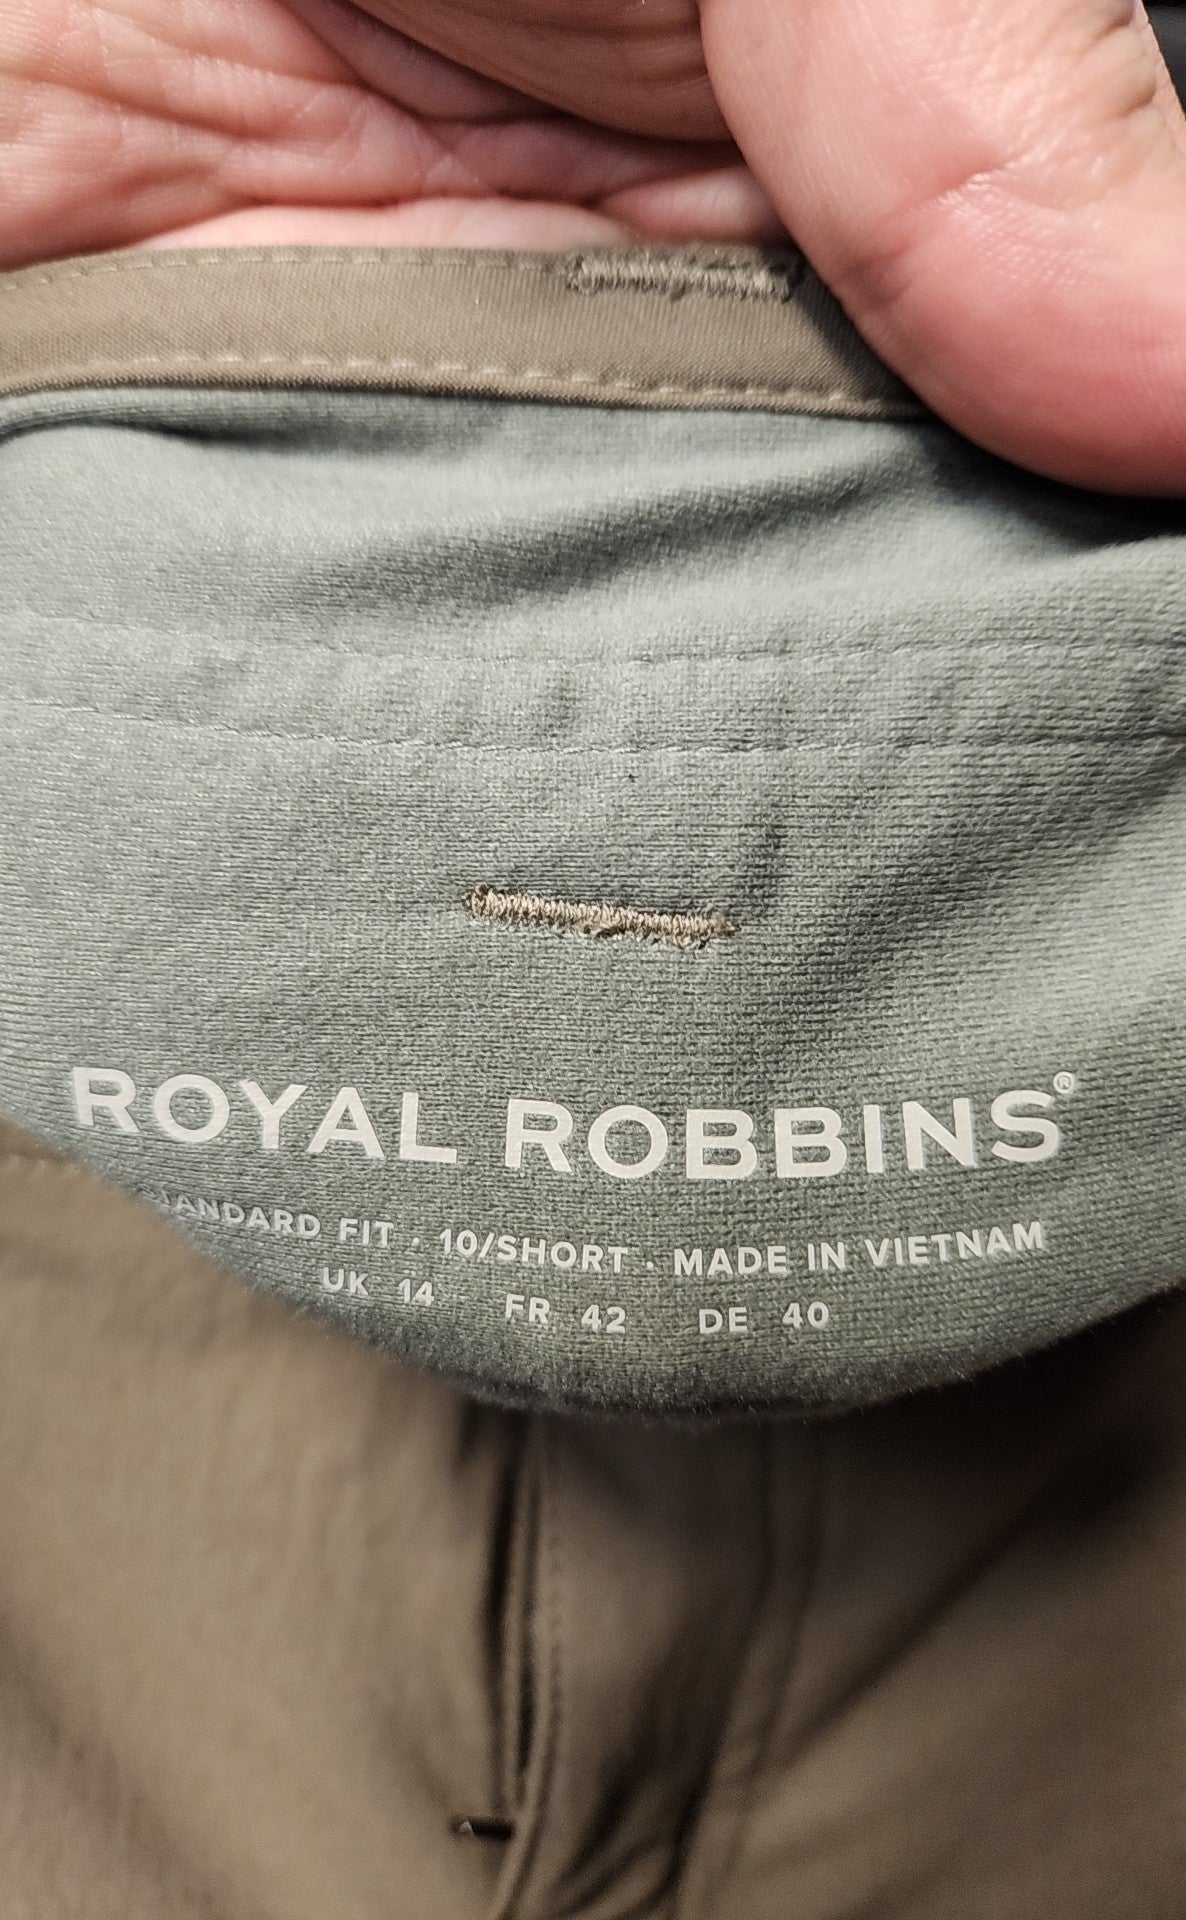 ROYAL ROBBINS®
STANDARD FIT · 10/SHORT · MADE IN VIETNAM
UK 14 FR 42 DE 40